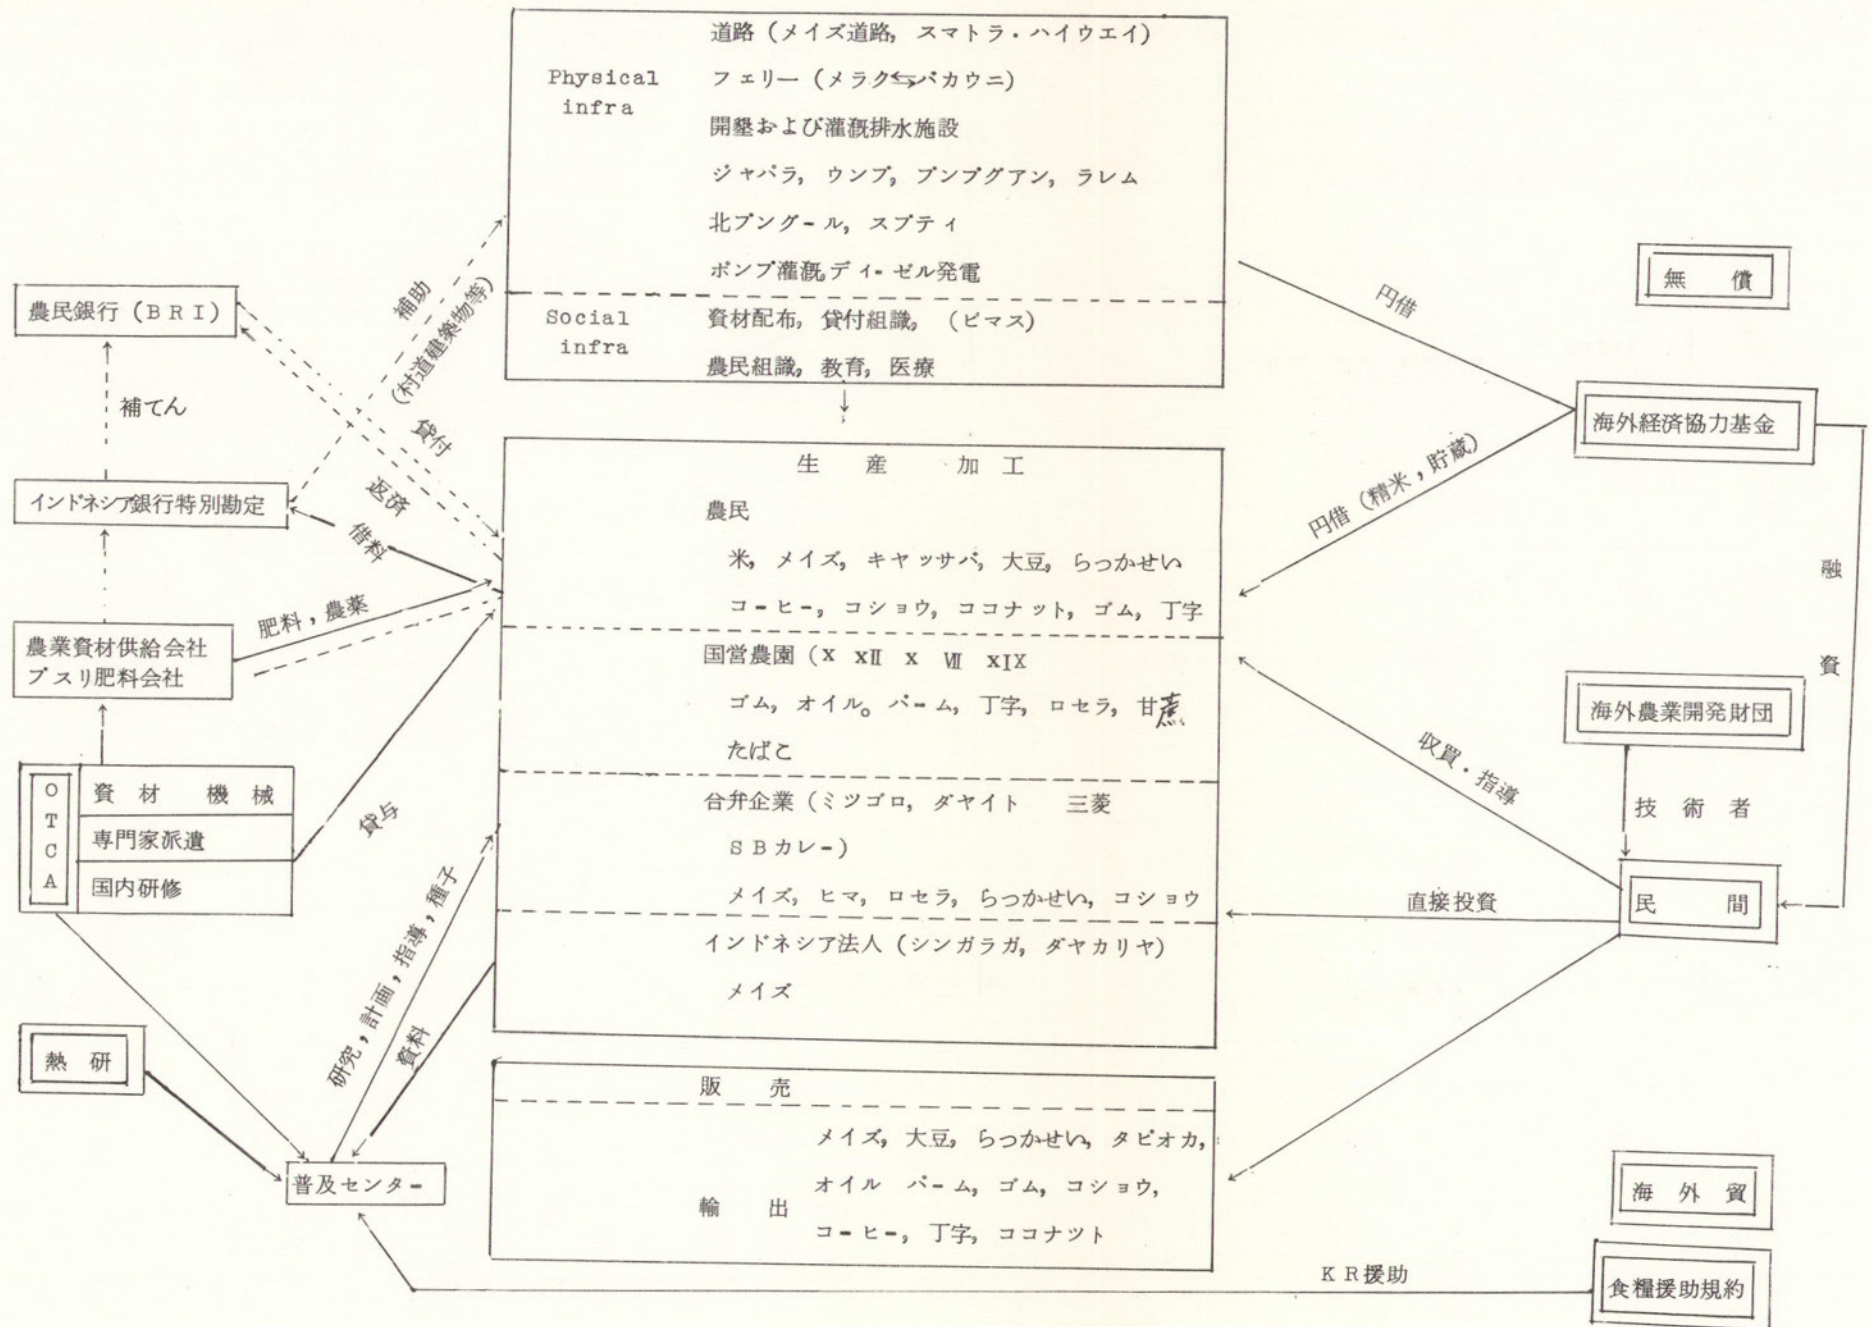 道路（メイズ道路，スマトラ・ハイウエイ）
Physical
infra
フェリー（メラク⇆バカウニ）
開墾および灌漑排水施設
ジャパラ，ウンブ，プンプグアン，ラレム
北プングール，スプティ
ポンプ灌漑，ディーゼル発電
Social
infra
資材配布，貸付組識，（ビマス）
農民組識，教育，医療
農民銀行（BRI）
補てん
インドネシア銀行特別勘定
農業資材供給会社
プスリ肥料会社
OTCA
資材　機械
専門家派遣
国内研修
熱研
普及センター
補助
（村道建築物等）
貸付
返済
借料
肥料，農薬
貸与
研究，計画，指導，種子
資料
生産　加工
農民
米，メイズ，キヤッサバ，大豆，らっかせい
コーヒー，コショウ，ココナット，ゴム，丁字
国営農園（X XⅡ X Ⅶ XIX
ゴム，オイル。パーム，丁字，ロセラ，甘蔗
たばこ
合弁企業（ミツゴロ，ダヤイト　三菱
SBカレー）
メイズ，ヒマ，ロセラ，らっかせい，コショウ
インドネシア法人（シンガラガ，ダヤカリヤ）
メイズ
販売
輸出
メイズ，大豆，らっかせい，タピオカ，
オイル　パーム，ゴム，コショウ，
コーヒー，丁字，ココナツト
円借
円借（精米，貯蔵）
収買・指導
直接投資
KR援助
無償
海外経済協力基金
融資
海外農業開発財団
技術者
民間
海外貿
食糧援助規約